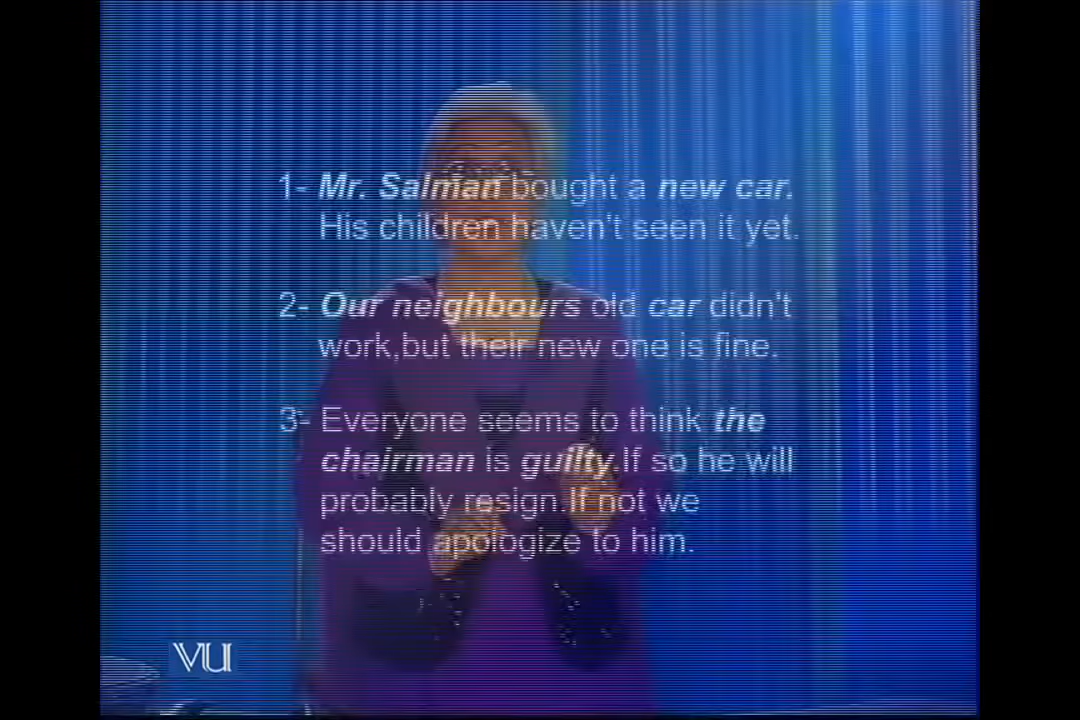 1- Mr. Salman bought a new car.
His children haven't seen it yet.
2- Our neighbours old car didn't
work,but their new one is fine.
3- Everyone seems to think the
chairman is guilty.If so he will
probably resign.If not we
should apologize to him.
VU